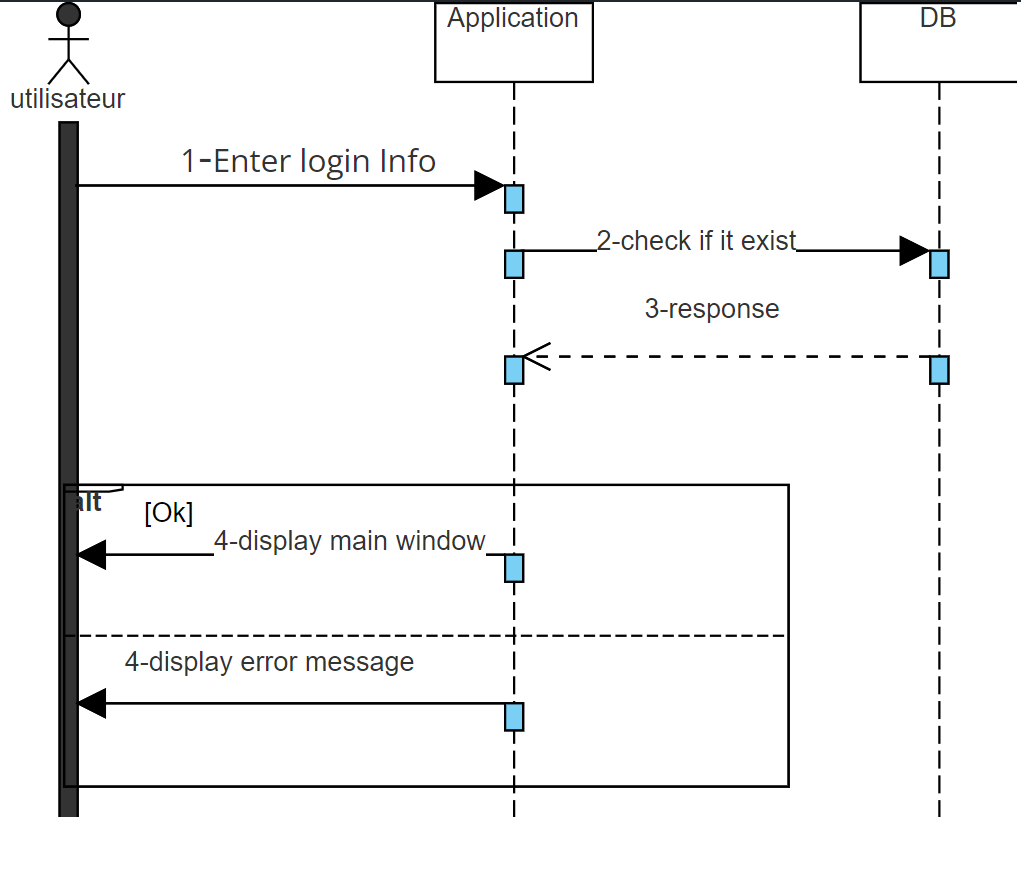 Application
DB
utilisateur
1-Enter login Info
2-check if it exist
3-response
alt
[Ok]
4-display main window
4-display error message